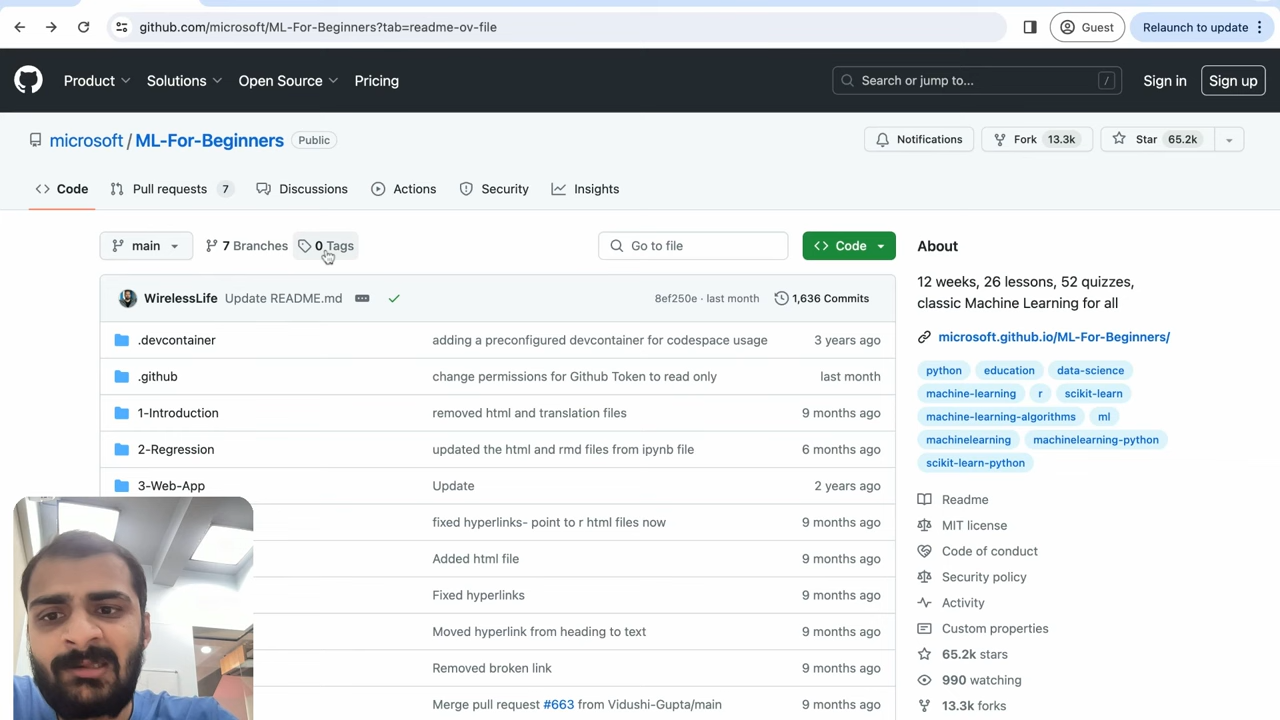 github.com/microsoft/ML-For-Beginners?tab=readme-ov-file
Guest
Relaunch to update
Product
Solutions
Open Source
Pricing
Search or jump to...
/
Sign in
Sign up
microsoft / ML-For-Beginners
Public
Notifications
Fork 13.3k
Star 65.2k
Code
Pull requests 7
Discussions
Actions
Security
Insights
main
7 Branches
0 Tags
Go to file
Code
WirelessLife Update README.md
8ef250e · last month
1,636 Commits
.devcontainer adding a preconfigured devcontainer for codespace usage 3 years ago
.github change permissions for Github Token to read only last month
1-Introduction removed html and translation files 9 months ago
2-Regression updated the html and rmd files from ipynb file 6 months ago
3-Web-App Update 2 years ago
fixed hyperlinks- point to r html files now 9 months ago
Added html file 9 months ago
Fixed hyperlinks 9 months ago
Moved hyperlink from heading to text 9 months ago
Removed broken link 9 months ago
Merge pull request #663 from Vidushi-Gupta/main 9 months ago
About
12 weeks, 26 lessons, 52 quizzes,
classic Machine Learning for all
microsoft.github.io/ML-For-Beginners/
python education data-science
machine-learning r scikit-learn
machine-learning-algorithms ml
machinelearning machinelearning-python
scikit-learn-python
Readme
MIT license
Code of conduct
Security policy
Activity
Custom properties
65.2k stars
990 watching
13.3k forks